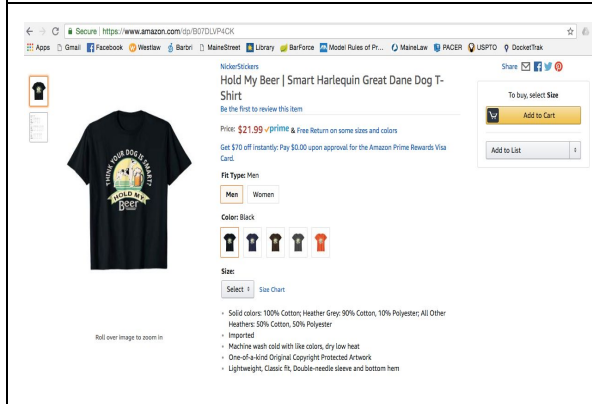 Secure | https://www.amazon.com/dp/B07DLVP4CK
Apps Gmail Facebook Westlaw Barbri MaineStreet Library BarForce Model Rules of Pr... MaineLaw PACER USPTO DocketTrak
NickerStickers
Share
Hold My Beer | Smart Harlequin Great Dane Dog T-
Shirt
Be the first to review this item
To buy, select Size
Add to Cart
Price: $21.99 prime & Free Return on some sizes and colors
Get $70 off instantly: Pay $0.00 upon approval for the Amazon Prime Rewards Visa
Card.
Add to List
Fit Type: Men
Men Women
THINK YOUR DOG IS SMART?
HOLD MY
Beer
Color: Black
Size:
Select Size Chart
Roll over image to zoom in
• Solid colors: 100% Cotton; Heather Grey: 90% Cotton, 10% Polyester; All Other
Heathers: 50% Cotton, 50% Polyester
• Imported
• Machine wash cold with like colors, dry low heat
• One-of-a-kind Original Copyright Protected Artwork
• Lightweight, Classic fit, Double-needle sleeve and bottom hem